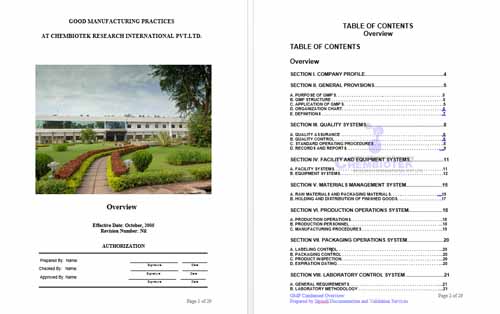 GOOD MANUFACTURING PRACTICES
AT CHEMBIOTEK RESEARCH INTERNATIONAL PVT.LTD.
Overview
Effective Date: October, 2008
Revision Number: Nil
AUTHORIZATION
Prepared By: Name:
Signature Date
Checked By: Name:
Signature Date
Approved By: Name:
Signature Date
Page 1 of 29
TABLE OF CONTENTS
Overview
TABLE OF CONTENTS
Overview
SECTION I. COMPANY PROFILE....4
SECTION II. GENERAL PROVISIONS....5
A. PURPOSE OF GMP'S....5
B. GMP STRUCTURE....5
C. APPLICATION OF GMP'S....5
D. ORGANIZATION CHART....6
E. DEFINITIONS....7
SECTION III. QUALITY SYSTEMS....8
A. QUALITY ASSURANCE....8
B. QUALITY CONTROL....8
C. STANDARD OPERATING PROCEDURES....8
D. RECORDS AND REPORTS....9
CHEMBIOTEK
SECTION IV. FACILITY AND EQUIPMENT SYSTEMS....11
A. FACILITY SYSTEMS....11
B. EQUIPMENT SYSTEMS....12
SECTION V. MATERIALS MANAGEMENT SYSTEM....15
A. RAW MATERIALS AND PACKAGING MATERIALS....15
B. HOLDING AND DISTRIBUTION OF FINISHED GOODS....17
SECTION VI. PRODUCTION OPERATIONS SYSTEM....18
A. PRODUCTION OPERATIONS....18
B. PRODUCTION PERSONNEL....18
C. MANUFACTURING PROCEDURES....19
SECTION VII. PACKAGING OPERATIONS SYSTEM....20
A. LABELING CONTROL....20
B. PACKAGING CONTROL....20
C. PRODUCT INSPECTION....20
D. EXPIRATION DATING....20
SECTION VIII. LABORATORY CONTROL SYSTEM....21
A. GENERAL REQUIREMENTS....21
B. LABORATORY METHODOLOGY....21
GMP Condensed Overview Page 2 of 29
Prepared by Documentation and Validation Services